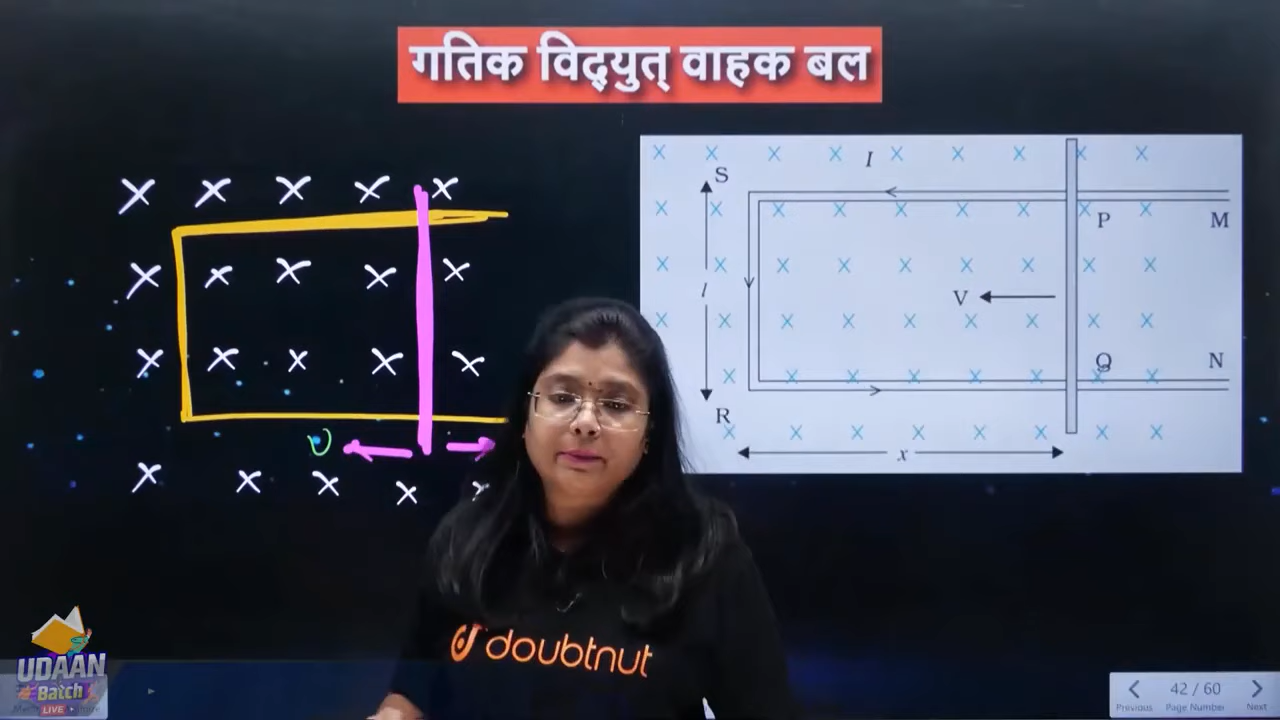 गतिक विद्युत् वाहक बल
I
S
P
M
l
V
Q
N
R
x
υ
doubtnut
UDAAN
Batch
LIVE
42 / 60
Previous
Page Number
Next